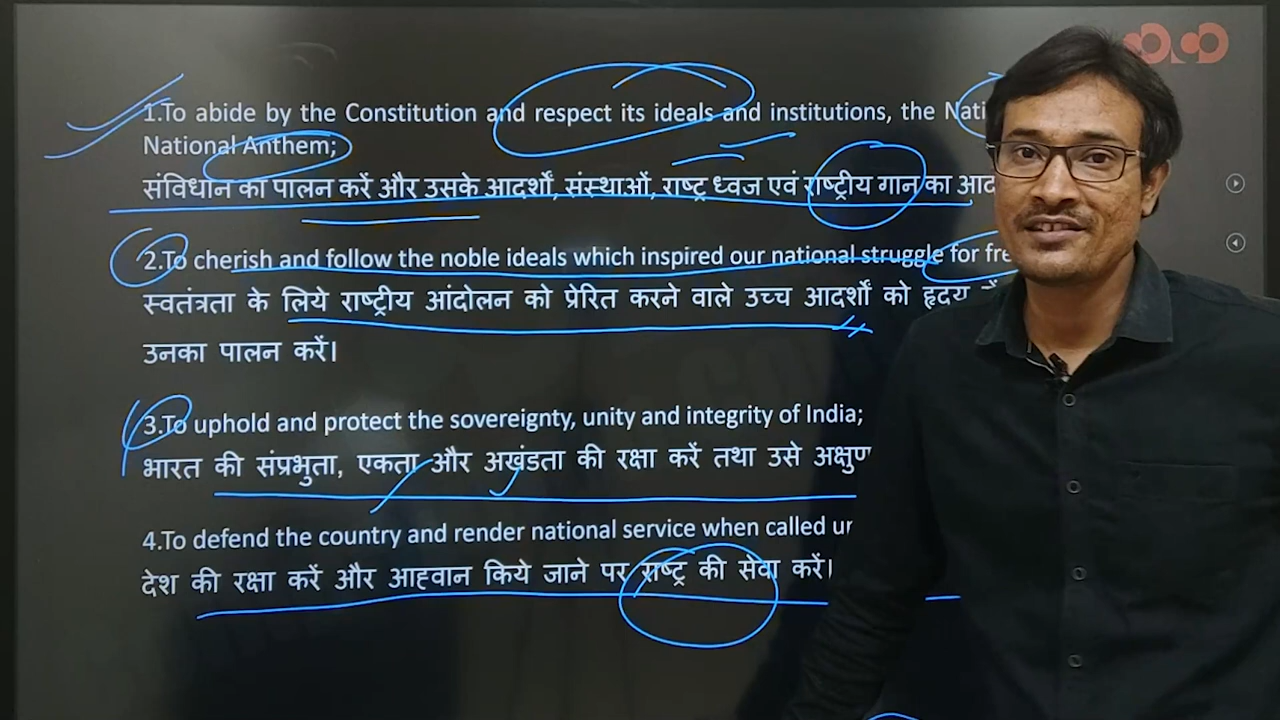 1.To abide by the Constitution and respect its ideals and institutions, the
National Anthem;
संविधान का पालन करें और उसके आदर्शों, संस्थाओं, राष्ट्र ध्वज एवं राष्ट्रीय गान का
2.To cherish and follow the noble ideals which inspired our national struggle for
स्वतंत्रता के लिये राष्ट्रीय आंदोलन को प्रेरित करने वाले उच्च आदर्शों को हृदय
उनका पालन करें।
3.To uphold and protect the sovereignty, unity and integrity of India;
भारत की संप्रभुता, एकता और अखंडता की रक्षा करें तथा उसे
4.To defend the country and render national service when called
देश की रक्षा करें और आह्वान किये जाने पर राष्ट्र की सेवा करें।